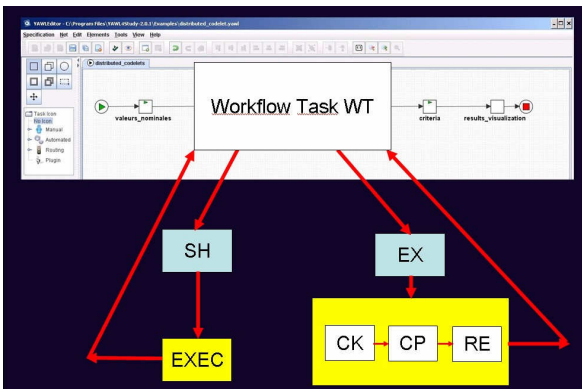 YAWLEditor - C:\Program Files\YAWL4Study-2.0.1\Examples\distributed_codelet.yawl
Specification Net Edit Elements Tools View Help
distributed_codelets
Task Icon
No Icon
Manual
Automated
Routing
Plugin
valeurs_nominales
Workflow Task WT
criteria
results_visualization
SH
EX
EXEC
CK
CP
RE